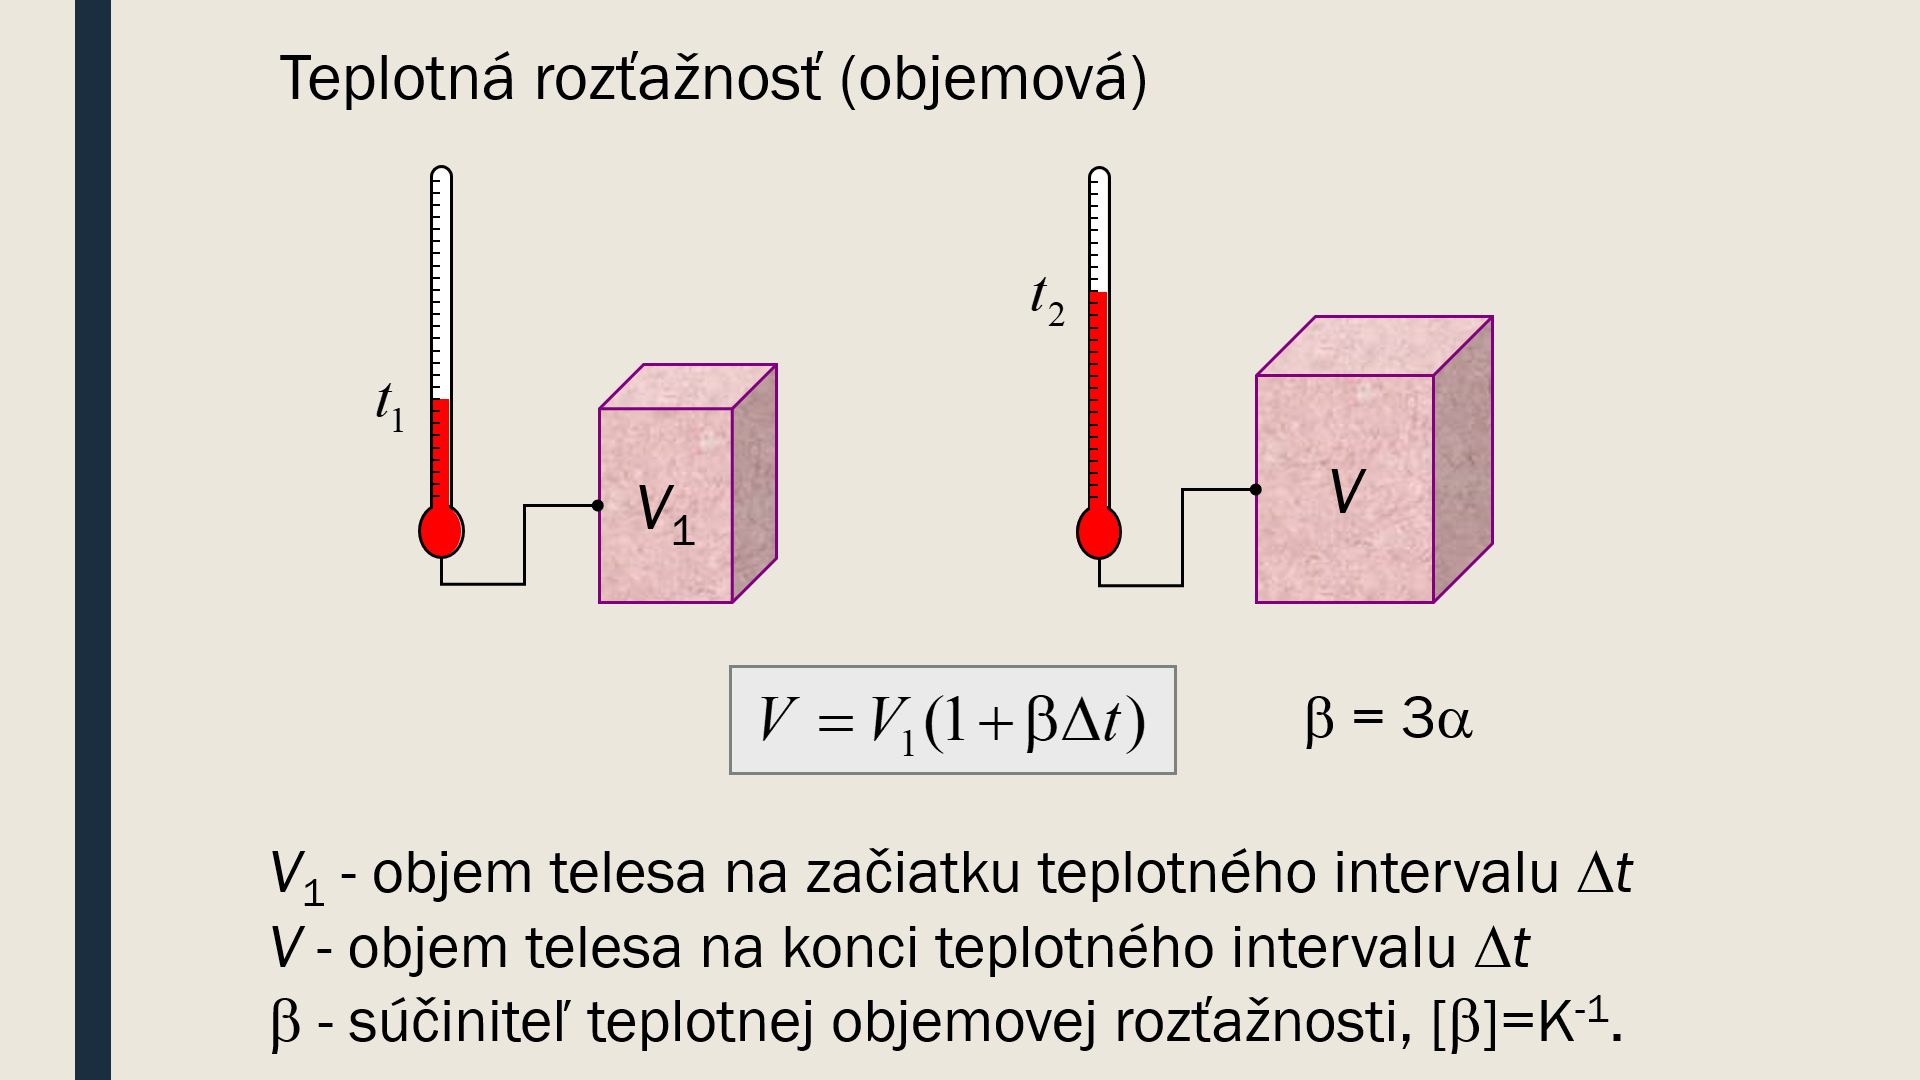 Teplotná rozťažnosť (objemová)
t₁
t₂
V₁
V
V = V₁(1 + βΔt)
β = 3α
V₁ - objem telesa na začiatku teplotného intervalu Δt
V - objem telesa na konci teplotného intervalu Δt
β - súčiniteľ teplotnej objemovej rozťažnosti, [β]=K⁻¹.